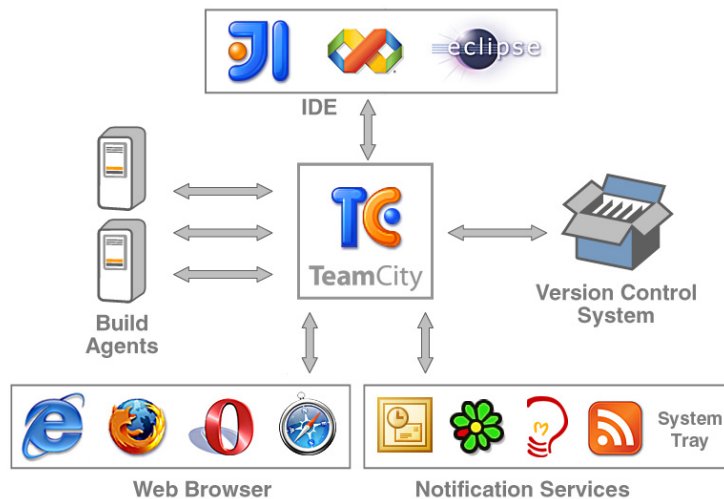 eclipse
IDE
TC
TeamCity
Build
Agents
Version Control
System
System
Tray
Web Browser
Notification Services